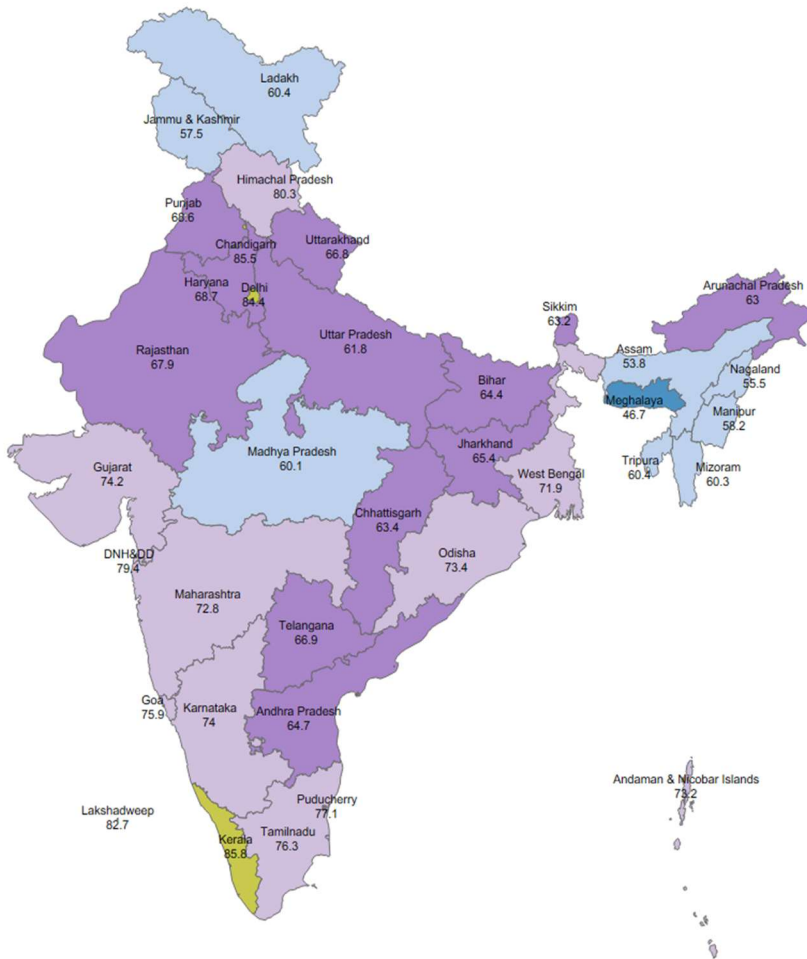 Ladakh
60.4
Jammu & Kashmir
57.5
Himachal Pradesh
80.3
Punjab
68.6
Chandigarh
85.5
Uttarakhand
66.8
Haryana
68.7
Delhi
84.4
Rajasthan
67.9
Uttar Pradesh
61.8
Sikkim
63.2
Arunachal Pradesh
63
Assam
53.8
Nagaland
55.5
Meghalaya
46.7
Manipur
58.2
Tripura
60.4
Mizoram
60.3
Bihar
64.4
Jharkhand
65.4
West Bengal
71.9
Madhya Pradesh
60.1
Gujarat
74.2
Chhattisgarh
63.4
Odisha
73.4
DNH&DD
79.4
Maharashtra
72.8
Telangana
66.9
Goa
75.9
Karnataka
74
Andhra Pradesh
64.7
Andaman & Nicobar Islands
73.2
Puducherry
77.1
Lakshadweep
82.7
Kerala
85.8
Tamilnadu
76.3